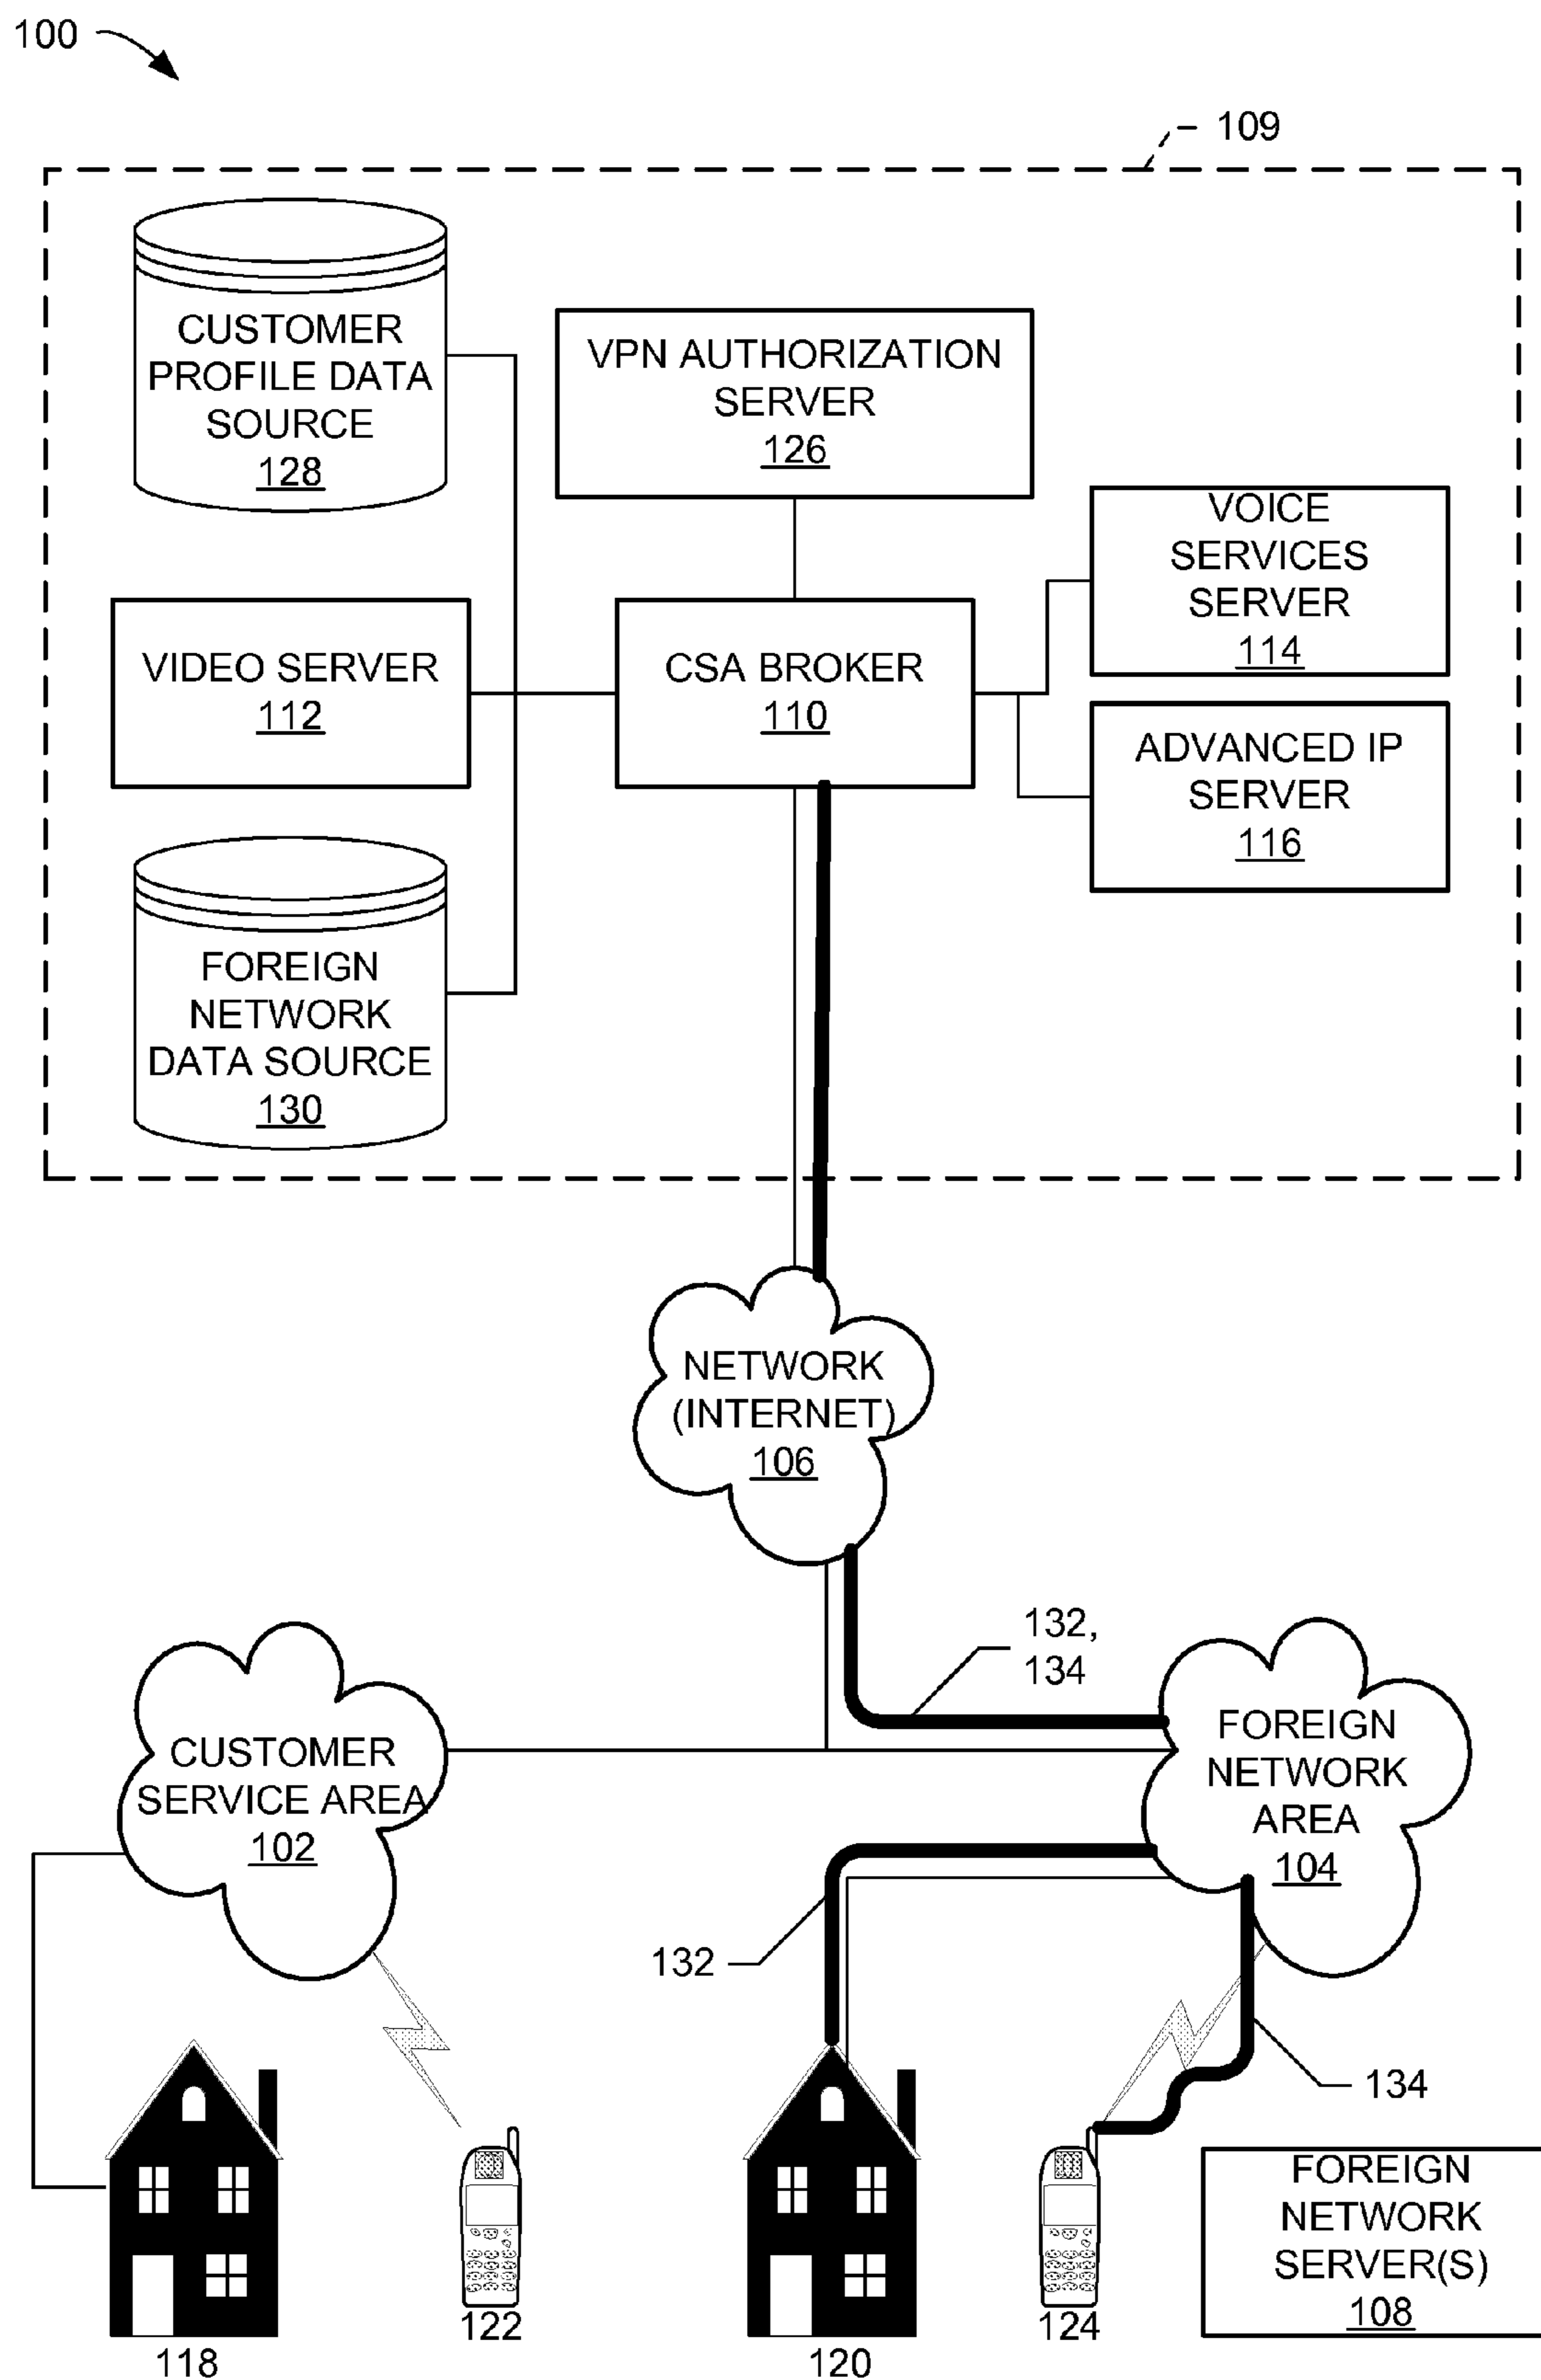 100
109
CUSTOMER
PROFILE DATA
SOURCE
128
VPN AUTHORIZATION
SERVER
126
VOICE
SERVICES
SERVER
114
VIDEO SERVER
112
CSA BROKER
110
ADVANCED IP
SERVER
116
FOREIGN
NETWORK
DATA SOURCE
130
NETWORK
(INTERNET)
106
132,
134
CUSTOMER
SERVICE AREA
102
FOREIGN
NETWORK
AREA
104
132
134
FOREIGN
NETWORK
SERVER(S)
108
118
122
120
124